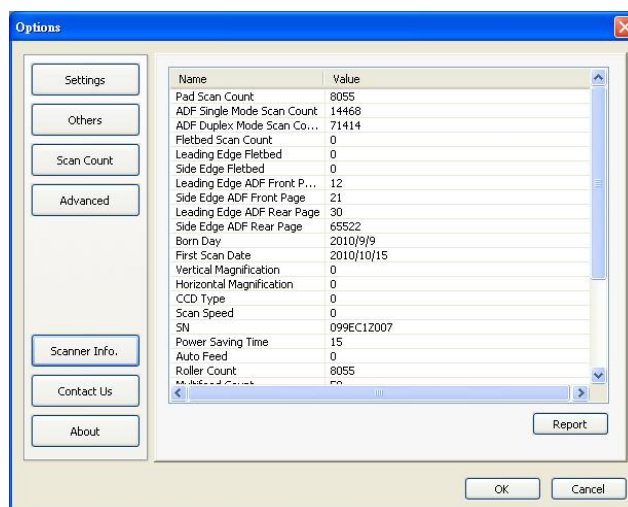 Options
Settings
Others
Scan Count
Advanced
Scanner Info.
Contact Us
About
Name Value
Pad Scan Count 8055
ADF Single Mode Scan Count 14468
ADF Duplex Mode Scan Co... 71414
Fletbed Scan Count 0
Leading Edge Fletbed 0
Side Edge Fletbed 0
Leading Edge ADF Front P... 12
Side Edge ADF Front Page 21
Leading Edge ADF Rear Page 30
Side Edge ADF Rear Page 65522
Born Day 2010/9/9
First Scan Date 2010/10/15
Vertical Magnification 0
Horizontal Magnification 0
CCD Type 0
Scan Speed 0
SN 099EC1Z007
Power Saving Time 15
Auto Feed 0
Roller Count 8055
Multifeed Count
Report
OK Cancel